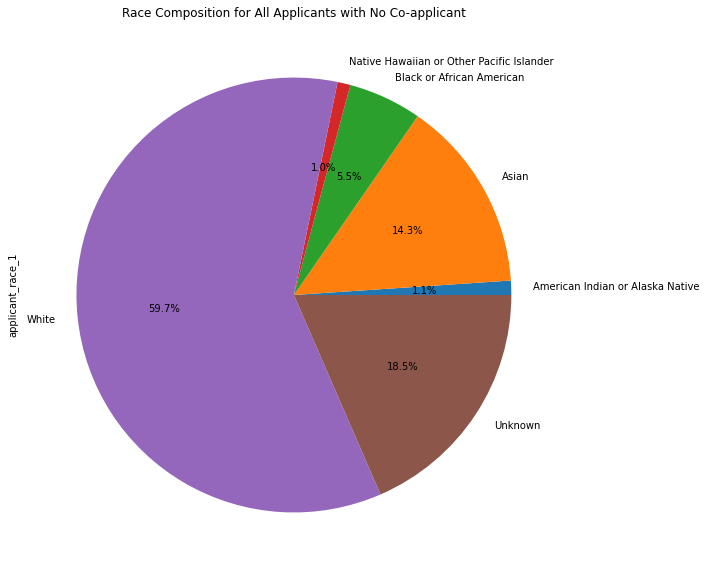 Race Composition for All Applicants with No Co-applicant
Native Hawaiian or Other Pacific Islander
Black or African American
1.0%
5.5%
Asian
14.3%
American Indian or Alaska Native
1.1%
applicant_race_1
59.7%
White
18.5%
Unknown